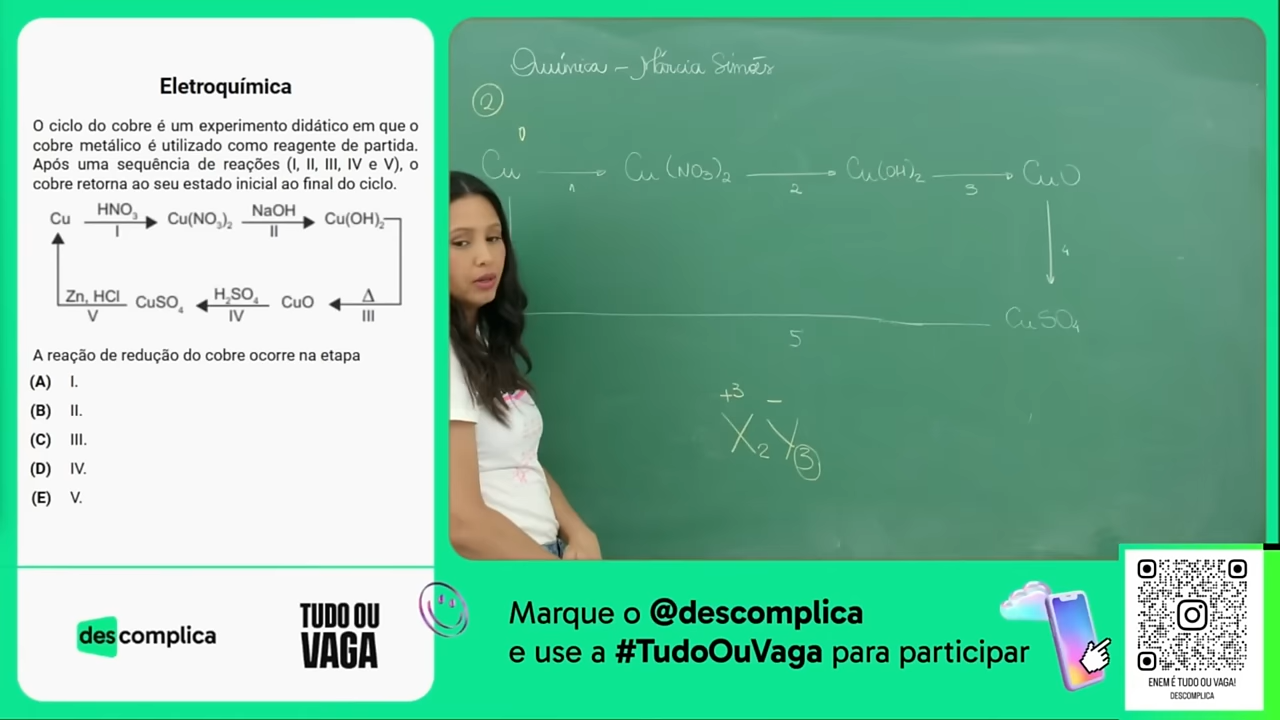 Eletroquímica
O ciclo do cobre é um experimento didático em que o
cobre metálico é utilizado como reagente de partida.
Após uma sequência de reações (I, II, III, IV e V), o
cobre retorna ao seu estado inicial ao final do ciclo.
Cu HNO₃ I Cu(NO₃)₂ NaOH II Cu(OH)₂
Zn, HCl V CuSO₄ H₂SO₄ IV CuO Δ III
A reação de redução do cobre ocorre na etapa
(A) I.
(B) II.
(C) III.
(D) IV.
(E) V.
descomplica
TUDO OU
VAGA
Química - Márcia Simões
2
0
Cu 1 Cu(NO₃)₂ 2 Cu(OH)₂ 3 CuO
4
CuSO₄
5
+3 –
X₂Y₃
Marque o @descomplica
e use a #TudoOuVaga para participar
ENEM É TUDO OU VAGA!
DESCOMPLICA